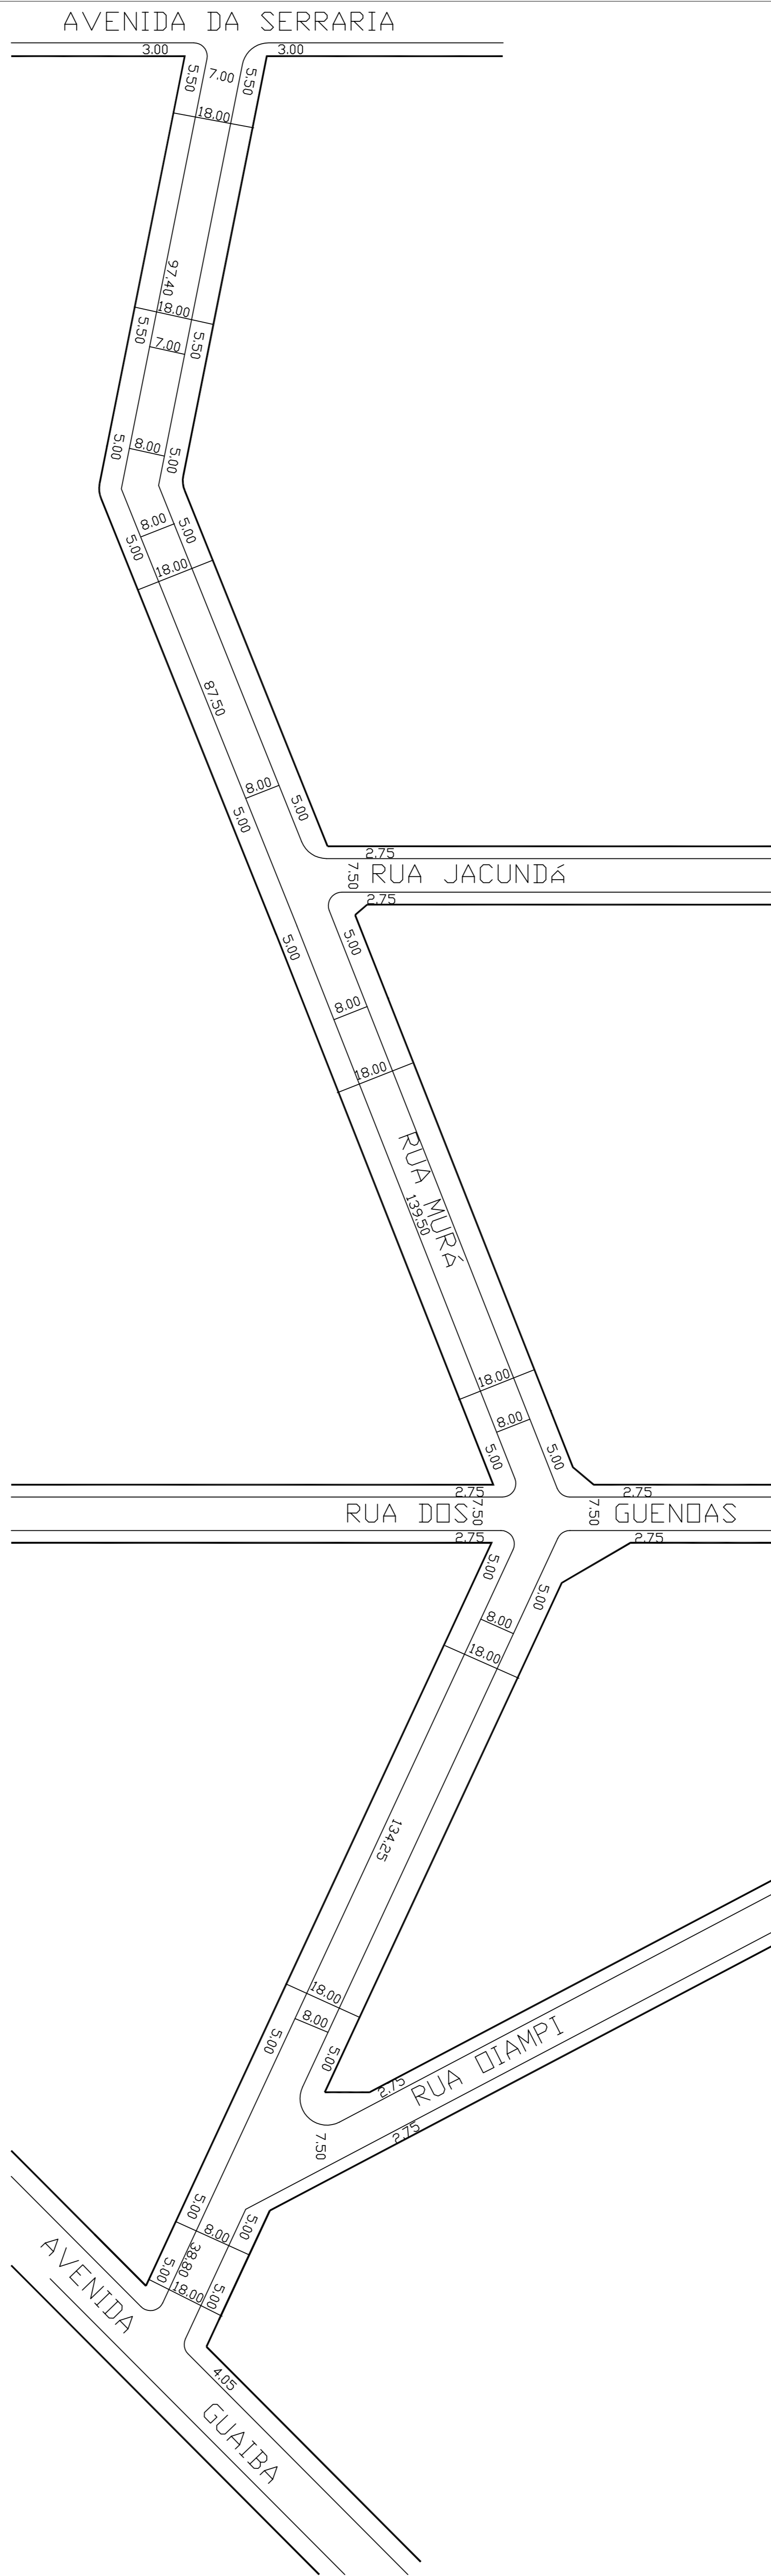 AVENIDA DA SERRARIA
3.00 3.00
5.50 7.00 5.50
18.00
97.40
18.00
5.50 7.00 5.50
5.00 8.00 5.00
5.00 8.00 5.00
18.00
87.50
8.00
5.00 5.00
2.75
7.50 RUA JACUNDá
2.75
5.00 5.00
8.00
18.00
RUA MURÁ
139.50
18.00
8.00
5.00 5.00
2.75 2.75
RUA DOS 7.50 7.50 GUENOAS
2.75 2.75
5.00 5.00
8.00
18.00
134.25
18.00
8.00
5.00 5.00
2.75
RUA OIAMPI
2.75
7.50
5.00 8.00 5.00
38.80
5.00 18.00 5.00
AVENIDA
4.05
GUAIBA